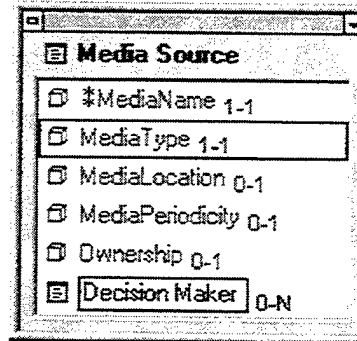 Media Source
‡MediaName 1-1
MediaType 1-1
MediaLocation 0-1
MediaPeriodicity 0-1
Ownership 0-1
Decision Maker 0-N